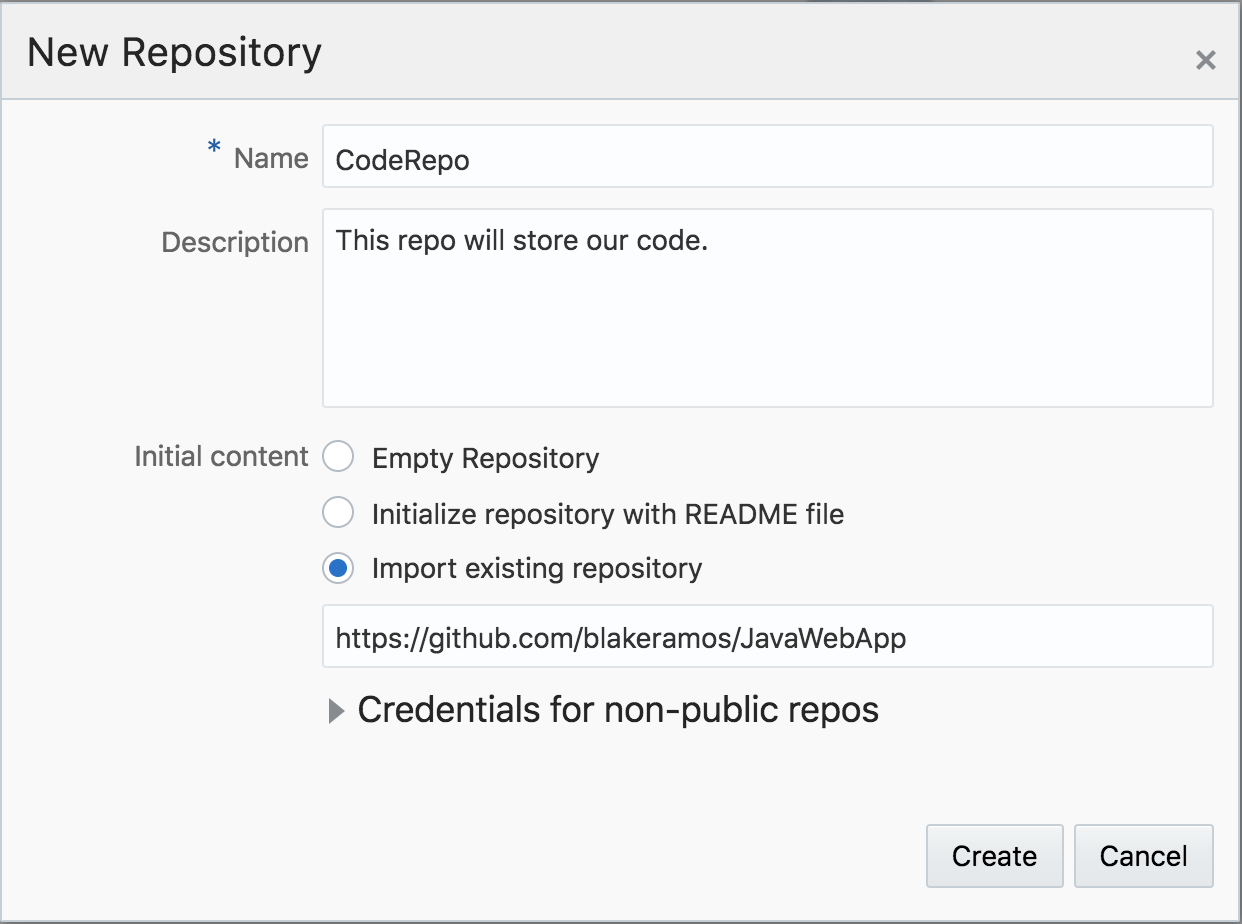 New Repository
×
* Name
CodeRepo
Description
This repo will store our code.
Initial content
Empty Repository
Initialize repository with README file
Import existing repository
https://github.com/blakeramos/JavaWebApp
Credentials for non-public repos
Create
Cancel